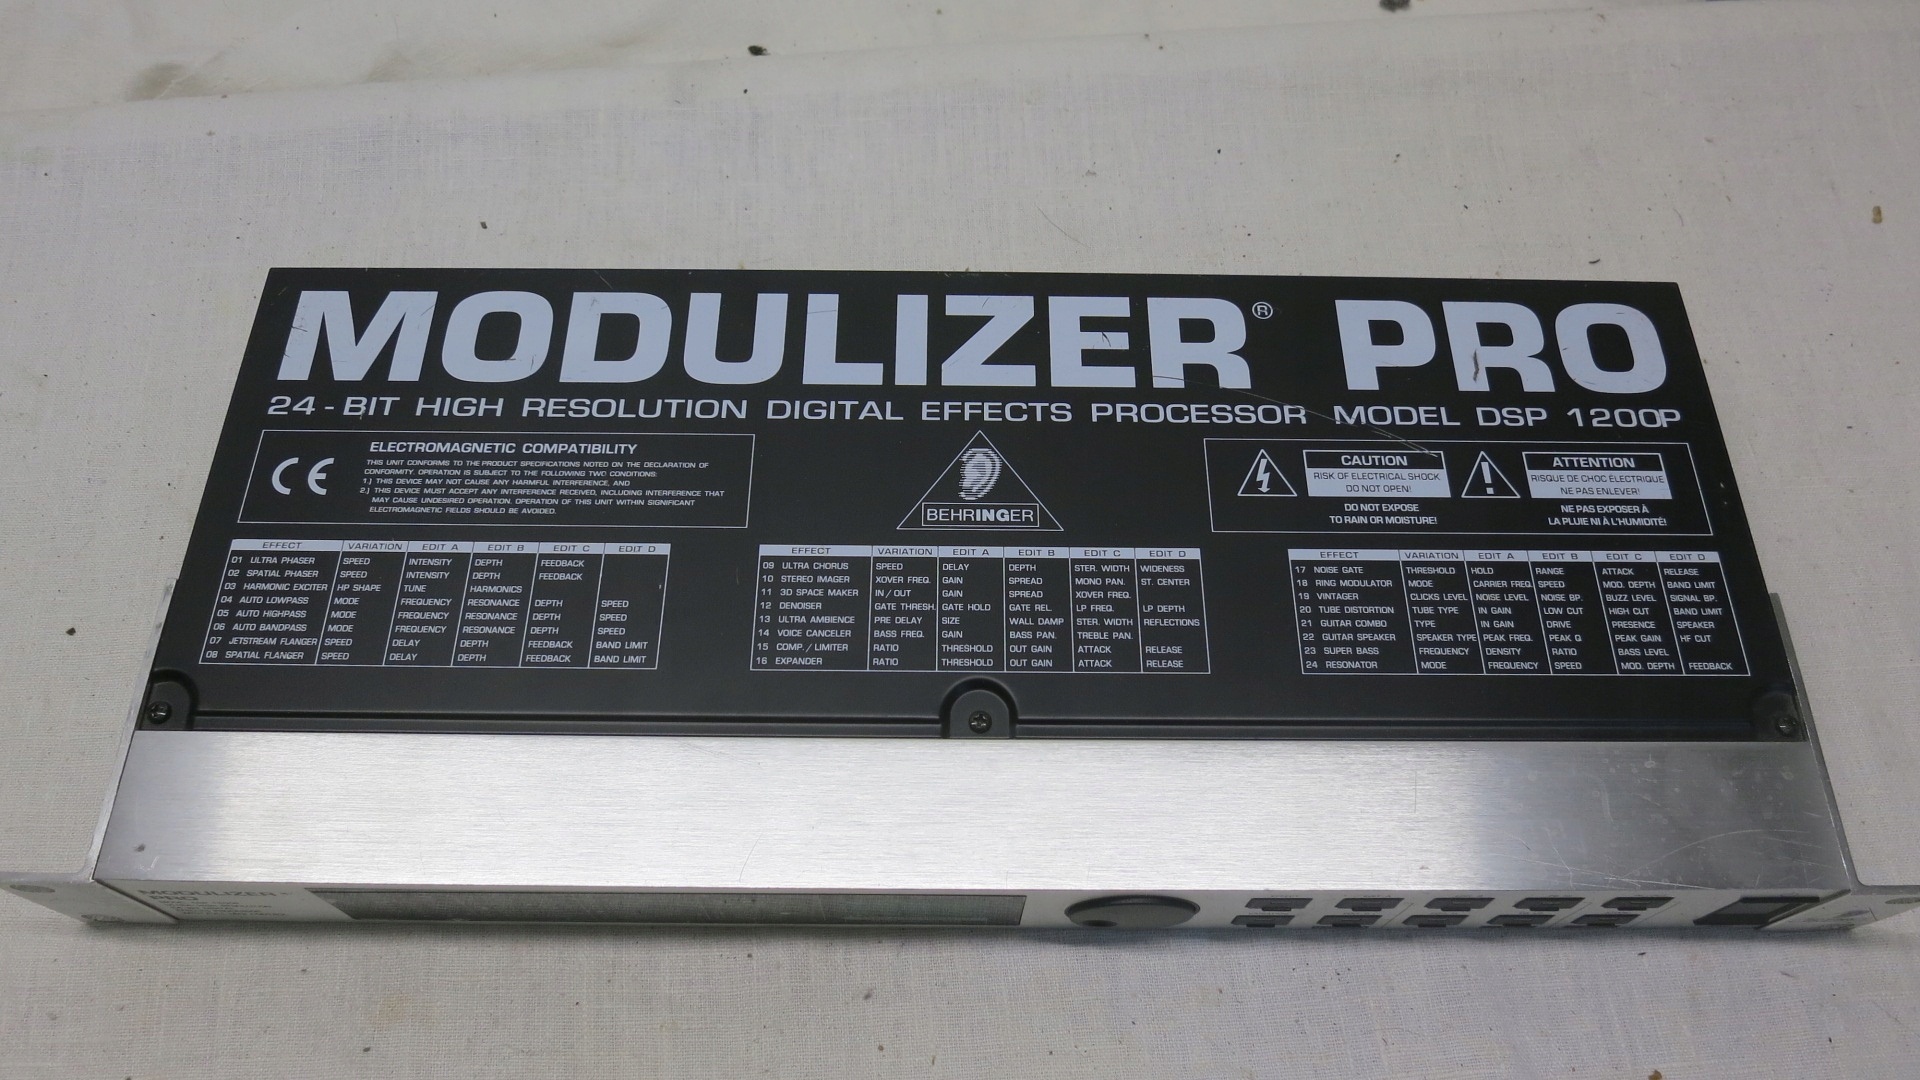 MODULIZER® PRO
24-BIT HIGH RESOLUTION DIGITAL EFFECTS PROCESSOR MODEL DSP 1200P
CE
ELECTROMAGNETIC COMPATIBILITY
THIS UNIT CONFORMS TO THE PRODUCT SPECIFICATIONS NOTED ON THE DECLARATION OF
CONFORMITY. OPERATION IS SUBJECT TO THE FOLLOWING TWO CONDITIONS:
1.) THIS DEVICE MAY NOT CAUSE ANY HARMFUL INTERFERENCE, AND
2.) THIS DEVICE MUST ACCEPT ANY INTERFERENCE RECEIVED, INCLUDING INTERFERENCE THAT
MAY CAUSE UNDESIRED OPERATION. OPERATION OF THIS UNIT WITHIN SIGNIFICANT
ELECTROMAGNETIC FIELDS SHOULD BE AVOIDED.
BEHRINGER
CAUTION
RISK OF ELECTRICAL SHOCK
DO NOT OPEN!
DO NOT EXPOSE
TO RAIN OR MOISTURE!
ATTENTION
RISQUE DE CHOC ÉLECTRIQUE
NE PAS ENLEVER!
NE PAS EXPOSER À
LA PLUIE NI À L'HUMIDITÉ!
EFFECT VARIATION EDIT A EDIT B EDIT C EDIT D
01 ULTRA PHASER SPEED INTENSITY DEPTH FEEDBACK
02 SPATIAL PHASER SPEED INTENSITY DEPTH FEEDBACK
03 HARMONIC EXCITER HP SHAPE TUNE HARMONICS
04 AUTO LOWPASS MODE FREQUENCY RESONANCE DEPTH SPEED
05 AUTO HIGHPASS MODE FREQUENCY RESONANCE DEPTH SPEED
06 AUTO BANDPASS MODE FREQUENCY RESONANCE DEPTH SPEED
07 JETSTREAM FLANGER SPEED DELAY DEPTH FEEDBACK BAND LIMIT
08 SPATIAL FLANGER SPEED DELAY DEPTH FEEDBACK BAND LIMIT
EFFECT VARIATION EDIT A EDIT B EDIT C EDIT D
09 ULTRA CHORUS SPEED DELAY DEPTH STER. WIDTH WIDENESS
10 STEREO IMAGER XOVER FREQ. GAIN SPREAD MONO PAN. ST. CENTER
11 3D SPACE MAKER IN / OUT GAIN SPREAD XOVER FREQ.
12 DENOISER GATE THRESH. GATE HOLD GATE REL. LP FREQ. LP DEPTH
13 ULTRA AMBIENCE PRE DELAY SIZE WALL DAMP STER. WIDTH REFLECTIONS
14 VOICE CANCELER BASS FREQ. GAIN BASS PAN. TREBLE PAN.
15 COMP. / LIMITER RATIO THRESHOLD OUT GAIN ATTACK RELEASE
16 EXPANDER RATIO THRESHOLD OUT GAIN ATTACK RELEASE
EFFECT VARIATION EDIT A EDIT B EDIT C EDIT D
17 NOISE GATE THRESHOLD HOLD RANGE ATTACK RELEASE
18 RING MODULATOR MODE CARRIER FREQ. SPEED MOD. DEPTH BAND LIMIT
19 VINTAGER CLICKS LEVEL NOISE LEVEL NOISE BP. BUZZ LEVEL SIGNAL BP.
20 TUBE DISTORTION TUBE TYPE IN GAIN LOW CUT HIGH CUT BAND LIMIT
21 GUITAR COMBO TYPE IN GAIN DRIVE PRESENCE SPEAKER
22 GUITAR SPEAKER SPEAKER TYPE PEAK FREQ. PEAK Q PEAK GAIN HF CUT
23 SUPER BASS FREQUENCY DENSITY RATIO BASS LEVEL
24 RESONATOR MODE FREQUENCY SPEED MOD. DEPTH FEEDBACK
MODULIZER
PRO